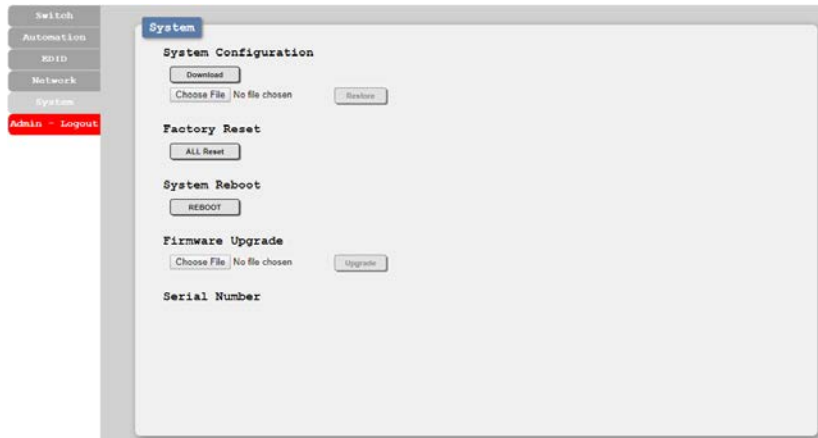 Switch
Automation
EDID
Network
System
Admin - Logout
System
System Configuration
Download
Choose File No file chosen Restore
Factory Reset
ALL Reset
System Reboot
REBOOT
Firmware Upgrade
Choose File No file chosen Upgrade
Serial Number